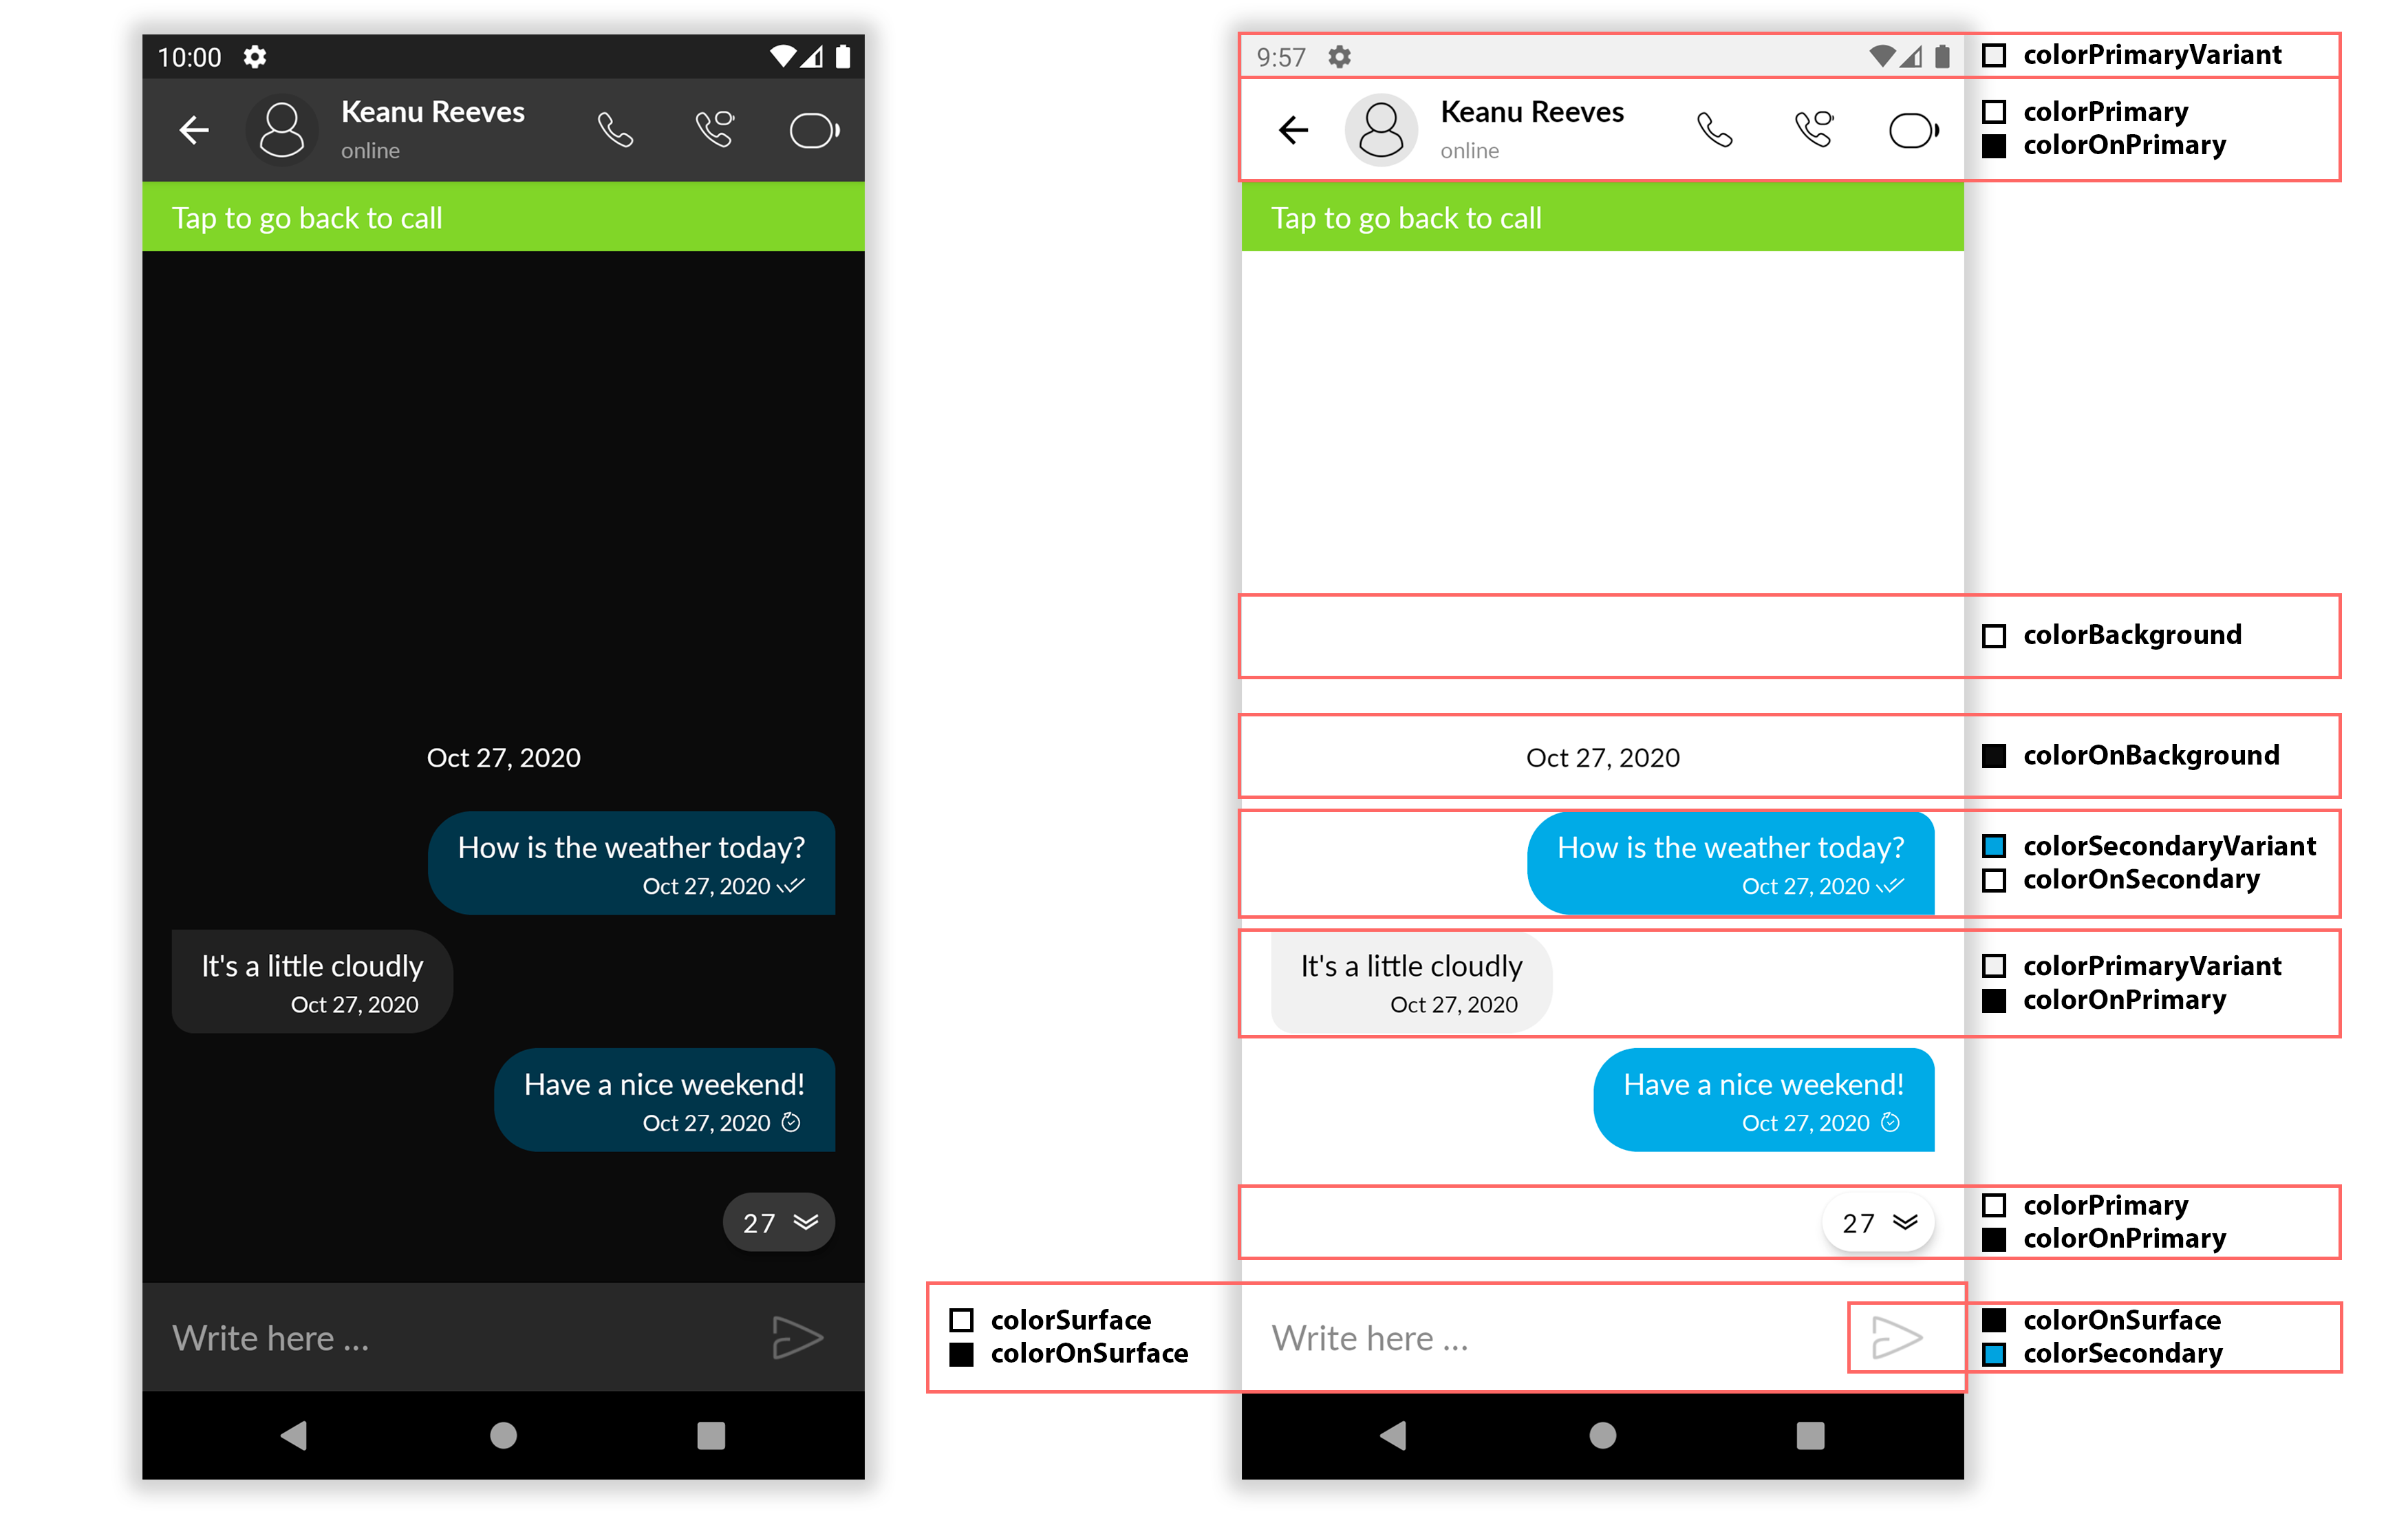 10:00
Keanu Reeves
online
Tap to go back to call
Oct 27, 2020
How is the weather today?
Oct 27, 2020
It's a little cloudly
Oct 27, 2020
Have a nice weekend!
Oct 27, 2020
27
Write here ...
9:57
colorPrimaryVariant
Keanu Reeves
online
colorPrimary
colorOnPrimary
Tap to go back to call
colorBackground
Oct 27, 2020
colorOnBackground
How is the weather today?
Oct 27, 2020
colorSecondaryVariant
colorOnSecondary
It's a little cloudly
Oct 27, 2020
colorPrimaryVariant
colorOnPrimary
Have a nice weekend!
Oct 27, 2020
27
colorPrimary
colorOnPrimary
colorSurface
colorOnSurface
Write here ...
colorOnSurface
colorSecondary